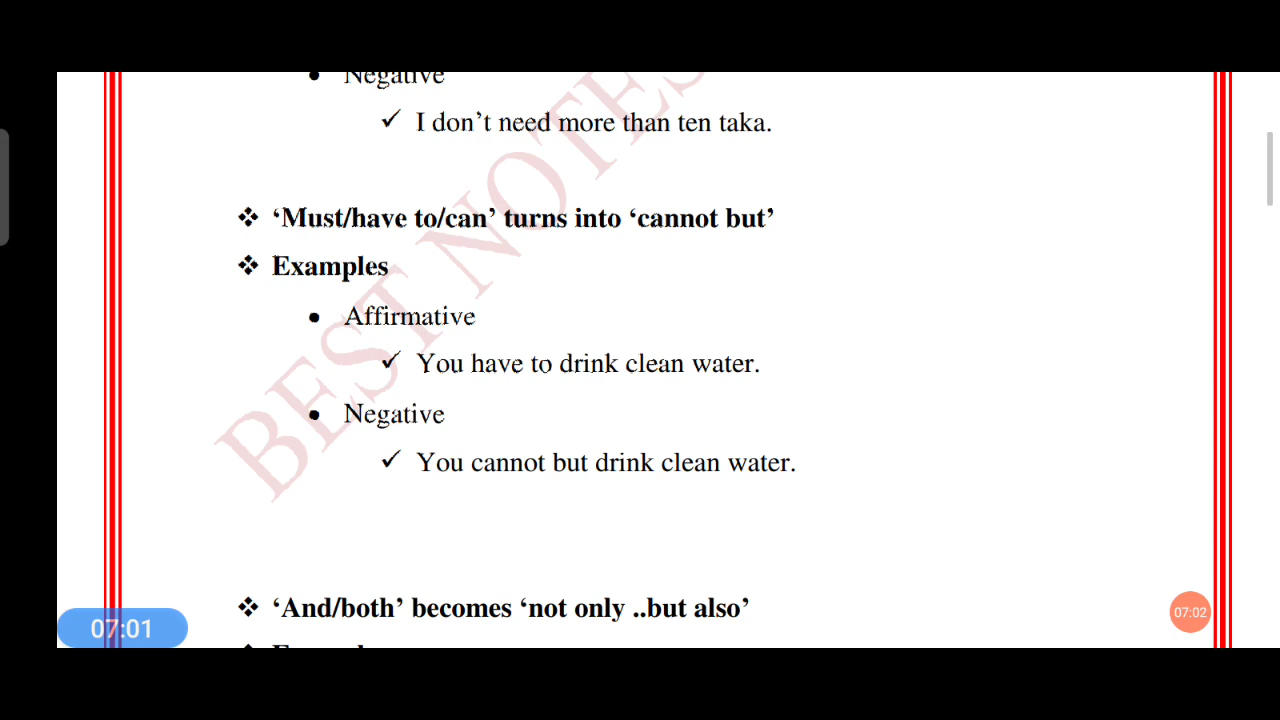 • Negative
✓ I don’t need more than ten taka.
❖ ‘Must/have to/can’ turns into ‘cannot but’
❖ Examples
• Affirmative
✓ You have to drink clean water.
• Negative
✓ You cannot but drink clean water.
❖ ‘And/both’ becomes ‘not only ..but also’
07:01
07:02
BEST NOTES